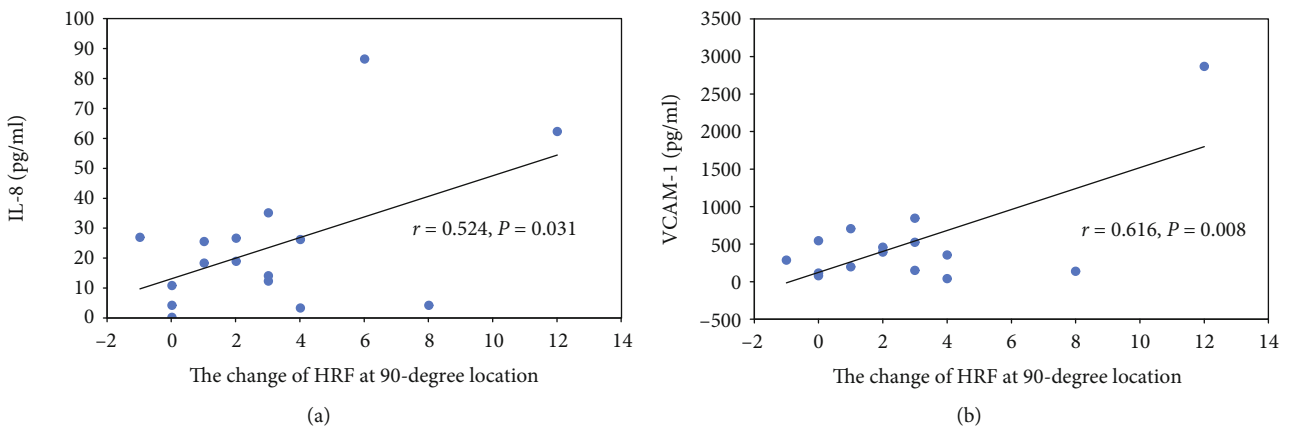 100
90
80
70
60
50
40
30
20
10
0
IL-8 (pg/ml)
r = 0.524, P = 0.031
−2 0 2 4 6 8 10 12 14
The change of HRF at 90-degree location
(a)
3500
3000
2500
2000
1500
1000
500
0
−500
VCAM-1 (pg/ml)
r = 0.616, P = 0.008
−2 0 2 4 6 8 10 12 14
The change of HRF at 90-degree location
(b)